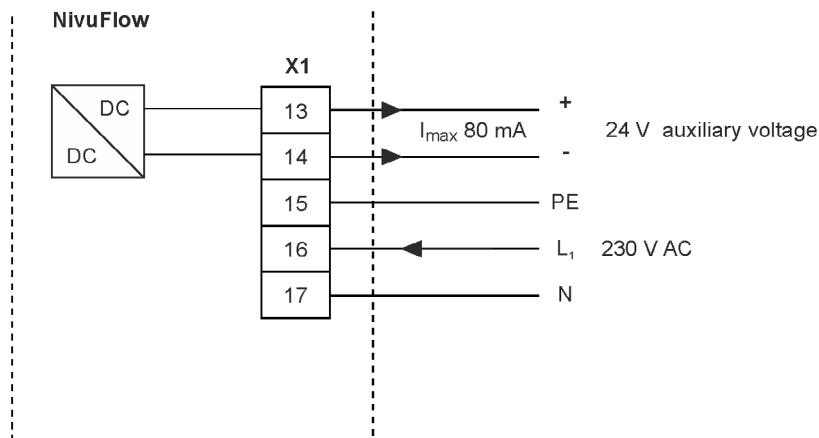 NivuFlow
X1
DC
DC
13
14
15
16
17
+
Imax 80 mA
-
24 V auxiliary voltage
PE
L1 230 V AC
N